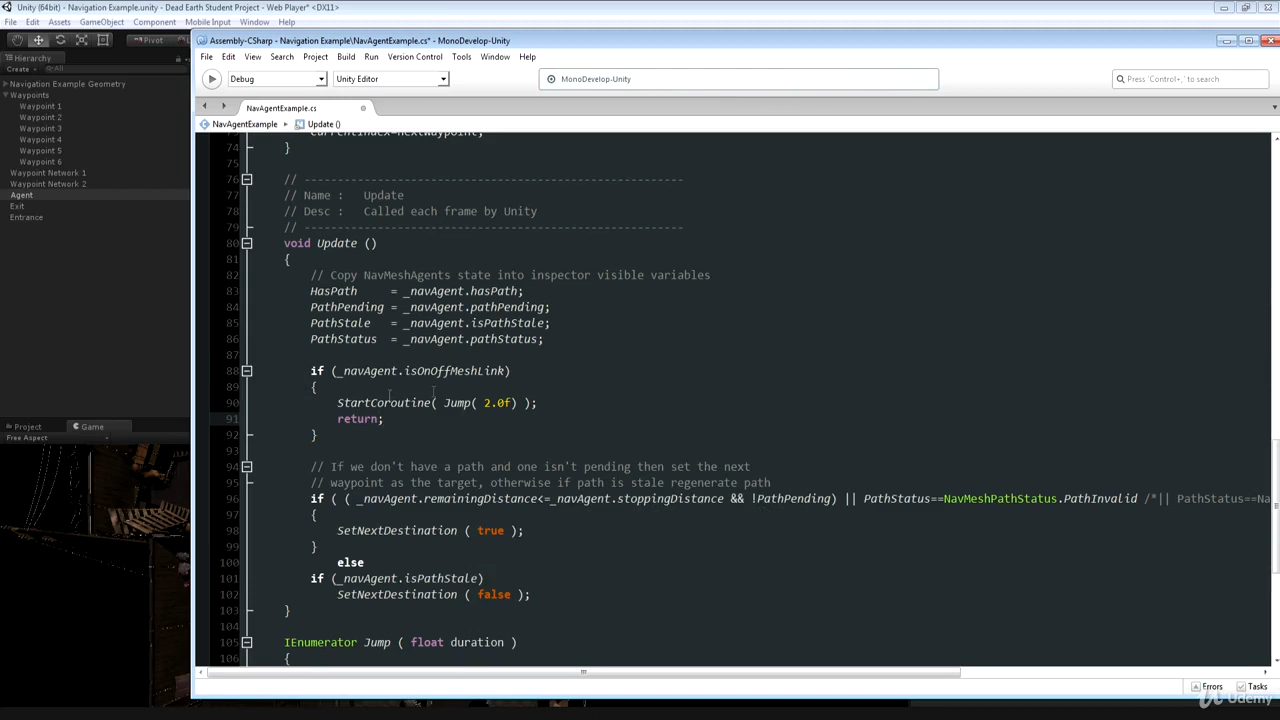 Unity (64bit) - Navigation Example.unity - Dead Earth Student Project - Web Player* <DX11>
File Edit Assets GameObject Component Mobile Input Window Help
Pivot
Assembly-CSharp - Navigation Example\NavAgentExample.cs* - MonoDevelop-Unity
File Edit View Search Project Build Run Version Control Tools Window Help
Debug Unity Editor MonoDevelop-Unity Press 'Control+,' to search
NavAgentExample.cs
NavAgentExample Update ()
Hierarchy
Create All
Navigation Example Geometry
Waypoints
Waypoint 1
Waypoint 2
Waypoint 3
Waypoint 4
Waypoint 5
Waypoint 6
Waypoint Network 1
Waypoint Network 2
Agent
Exit
Entrance
Project Game
Free Aspect
CurrentIndex=nextWaypoint;
74 }
75
76 // ---------------------------------------------------------
77 // Name : Update
78 // Desc : Called each frame by Unity
79 // ---------------------------------------------------------
80 void Update ()
81 {
82 // Copy NavMeshAgents state into inspector visible variables
83 HasPath = _navAgent.hasPath;
84 PathPending = _navAgent.pathPending;
85 PathStale = _navAgent.isPathStale;
86 PathStatus = _navAgent.pathStatus;
87
88 if (_navAgent.isOnOffMeshLink)
89 {
90 StartCoroutine( Jump( 2.0f) );
91 return;
92 }
93
94 // If we don't have a path and one isn't pending then set the next
95 // waypoint as the target, otherwise if path is stale regenerate path
96 if ( ( _navAgent.remainingDistance<=_navAgent.stoppingDistance && !PathPending) || PathStatus==NavMeshPathStatus.PathInvalid /*|| PathStatus==Na
97 {
98 SetNextDestination ( true );
99 }
100 else
101 if (_navAgent.isPathStale)
102 SetNextDestination ( false );
103 }
104
105 IEnumerator Jump ( float duration )
106 {
Errors Tasks
Udemy